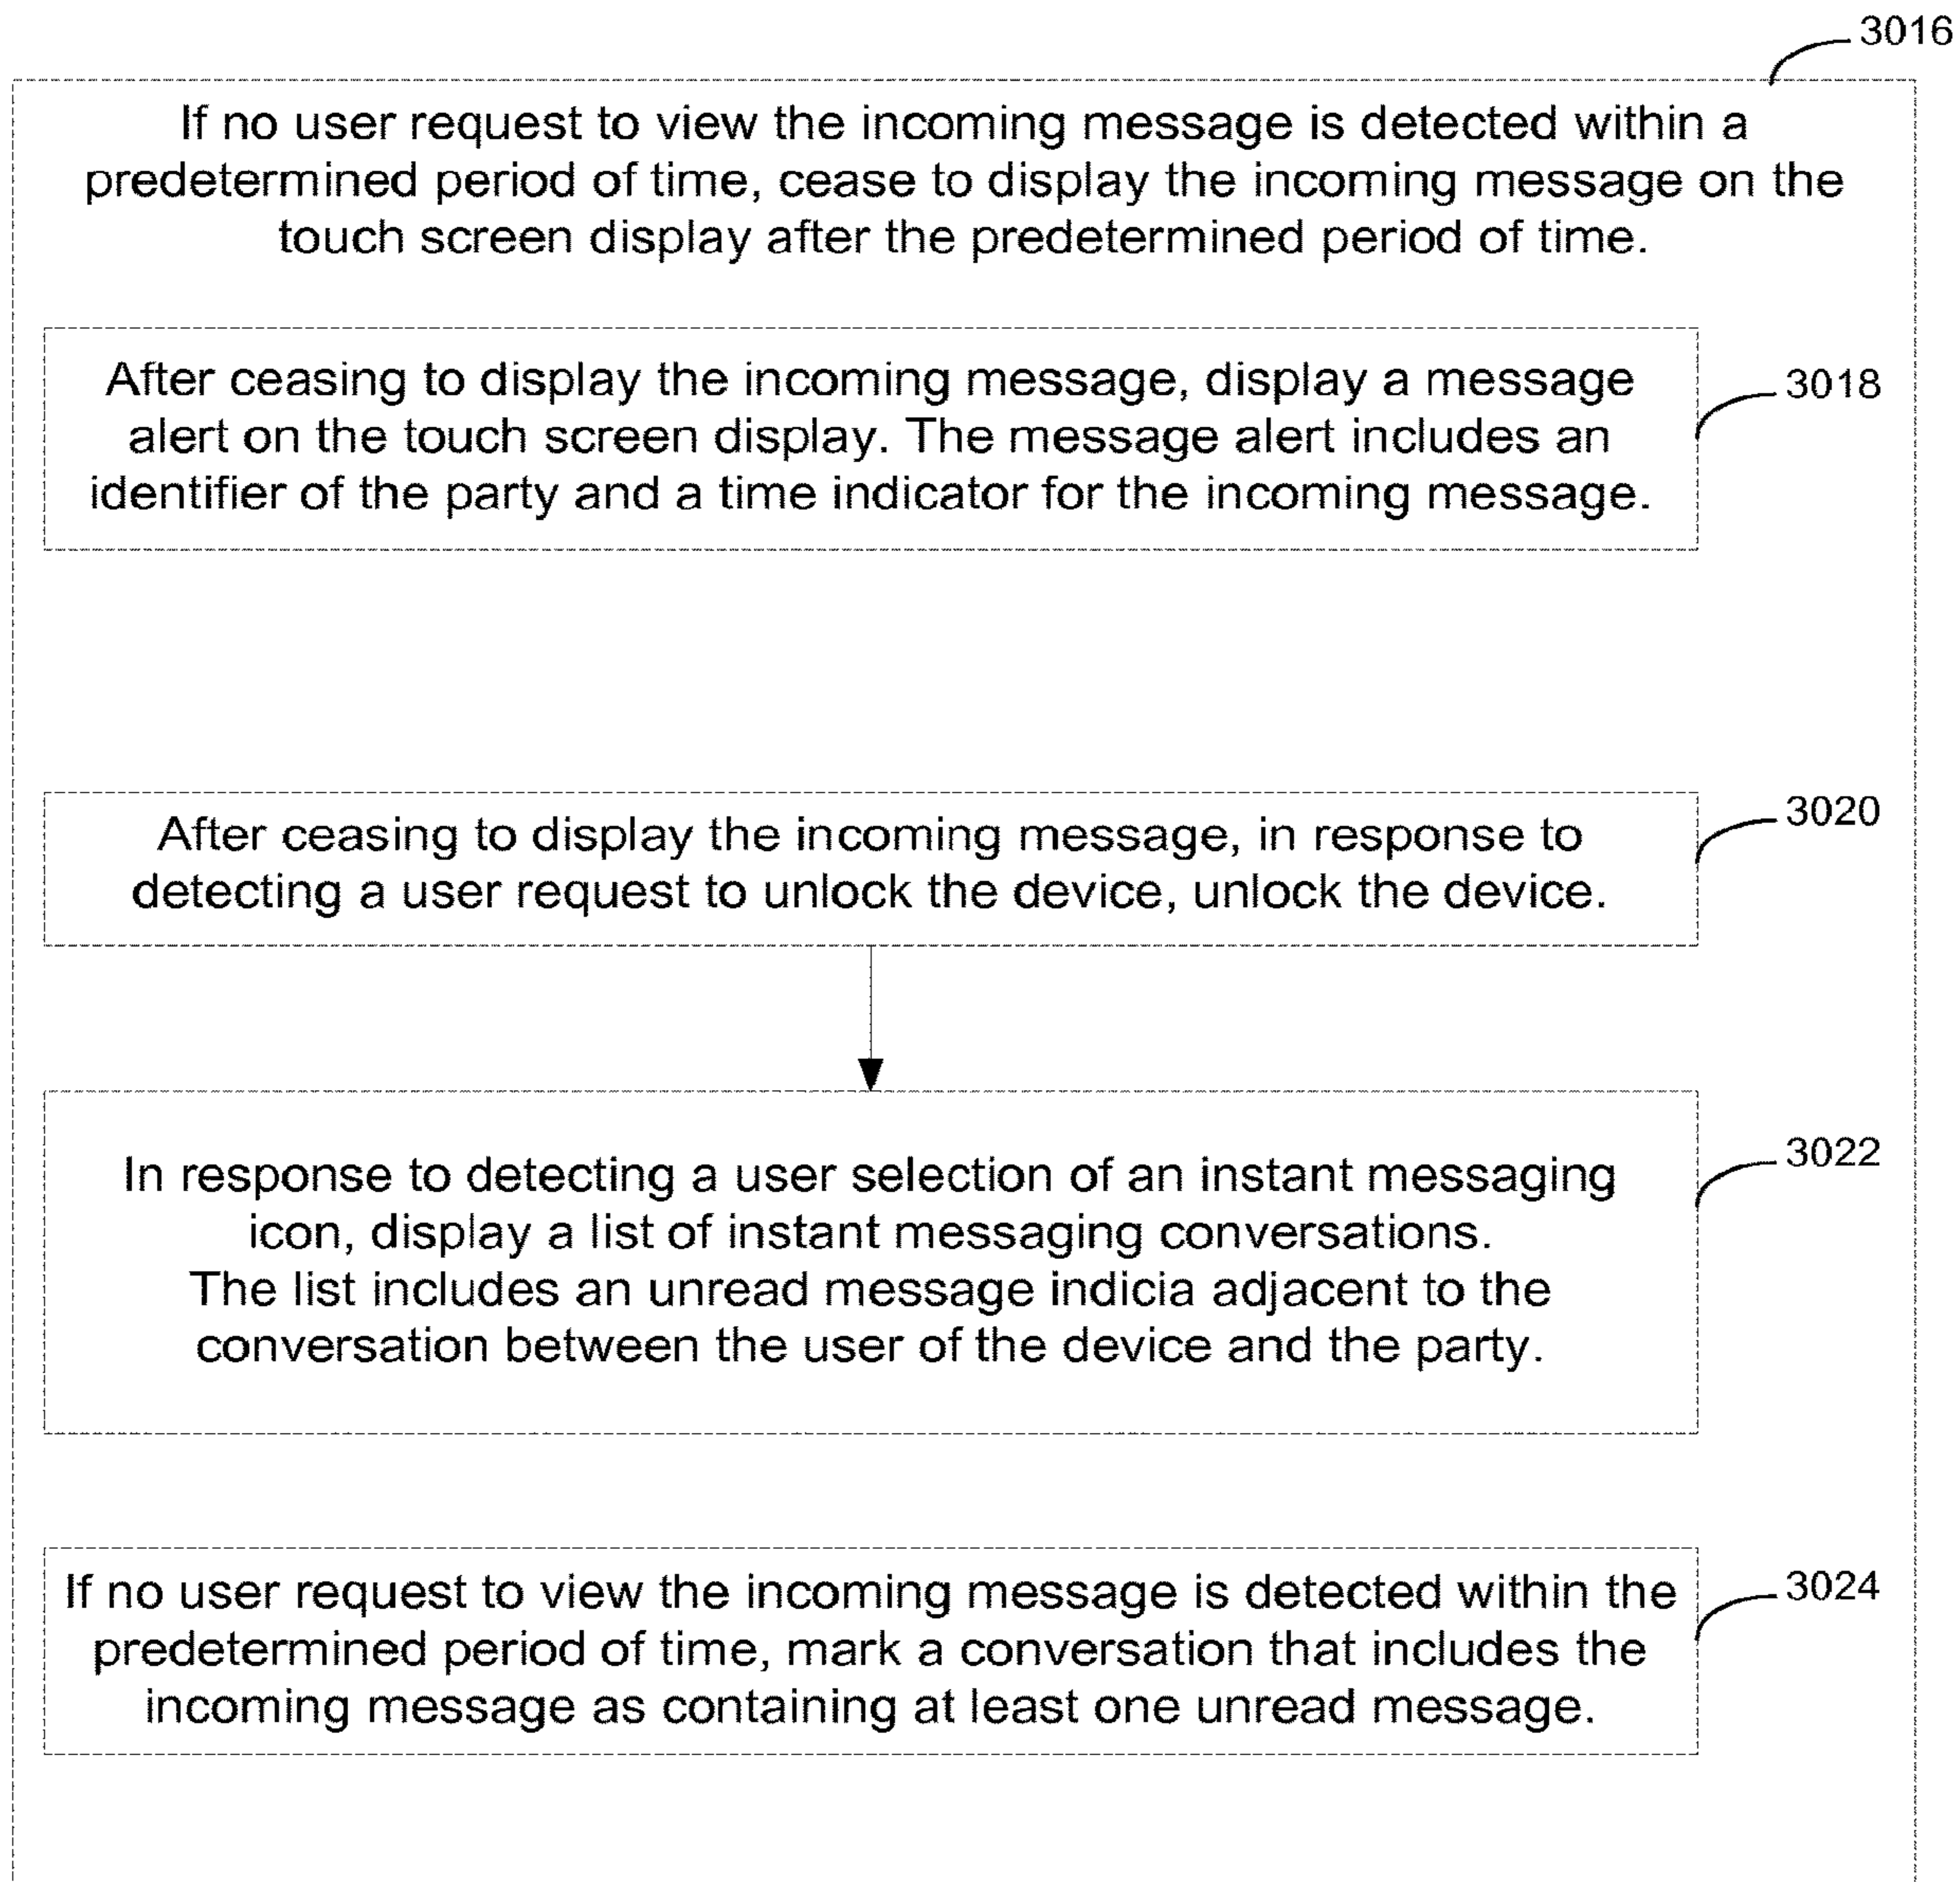 3016
If no user request to view the incoming message is detected within a
predetermined period of time, cease to display the incoming message on the
touch screen display after the predetermined period of time.
After ceasing to display the incoming message, display a message
alert on the touch screen display. The message alert includes an
identifier of the party and a time indicator for the incoming message.
3018
After ceasing to display the incoming message, in response to
detecting a user request to unlock the device, unlock the device.
3020
In response to detecting a user selection of an instant messaging
icon, display a list of instant messaging conversations.
The list includes an unread message indicia adjacent to the
conversation between the user of the device and the party.
3022
If no user request to view the incoming message is detected within the
predetermined period of time, mark a conversation that includes the
incoming message as containing at least one unread message.
3024